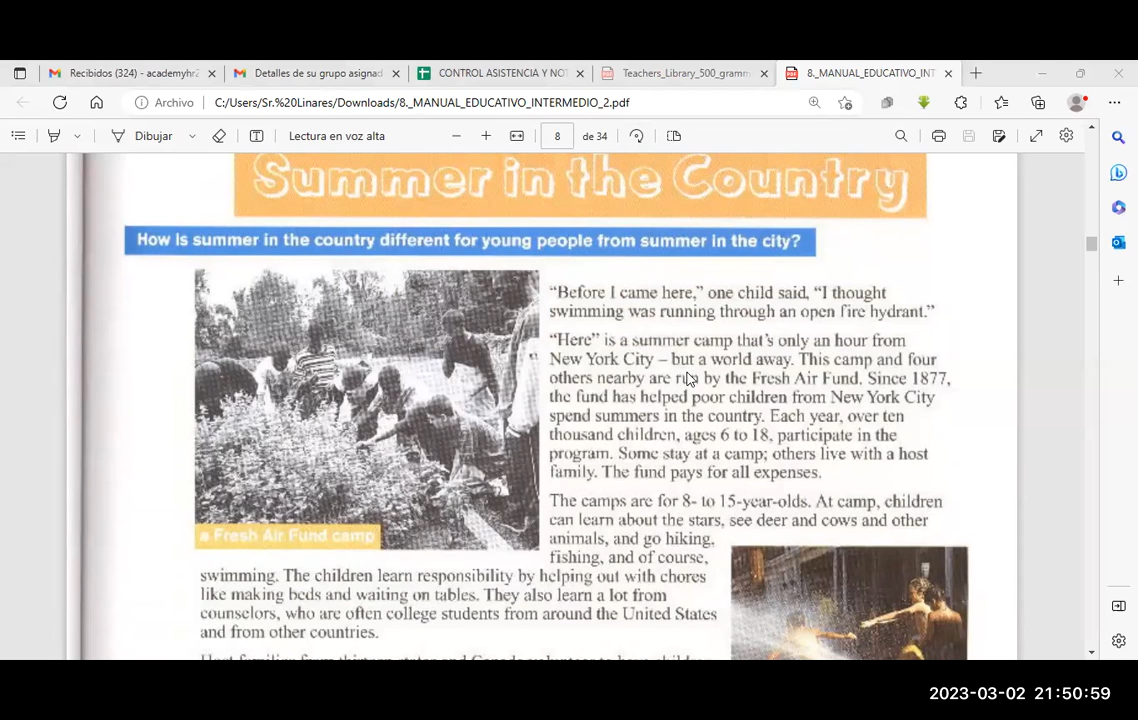 Recibidos (324) - academyhr
Detalles de su grupo asignad
CONTROL ASISTENCIA Y NO
Teachers_Library_500_gramm
8._MANUAL_EDUCATIVO_INT
Archivo
C:/Users/Sr.%20Linares/Downloads/8._MANUAL_EDUCATIVO_INTERMEDIO_2.pdf
Dibujar
Lectura en voz alta
8
de 34
Summer in the Country
How is summer in the country different for young people from summer in the city?
“Before I came here,” one child said, “I thought
swimming was running through an open fire hydrant.”
“Here” is a summer camp that’s only an hour from
New York City – but a world away. This camp and four
others nearby are run by the Fresh Air Fund. Since 1877,
the fund has helped poor children from New York City
spend summers in the country. Each year, over ten
thousand children, ages 6 to 18, participate in the
program. Some stay at a camp; others live with a host
family. The fund pays for all expenses.
The camps are for 8- to 15-year-olds. At camp, children
can learn about the stars, see deer and cows and other
animals, and go hiking,
fishing, and of course,
a Fresh Air Fund camp
swimming. The children learn responsibility by helping out with chores
like making beds and waiting on tables. They also learn a lot from
counselors, who are often college students from around the United States
and from other countries.
Host families from thirteen states and Canada volunteer to have children
2023-03-02 21:50:59